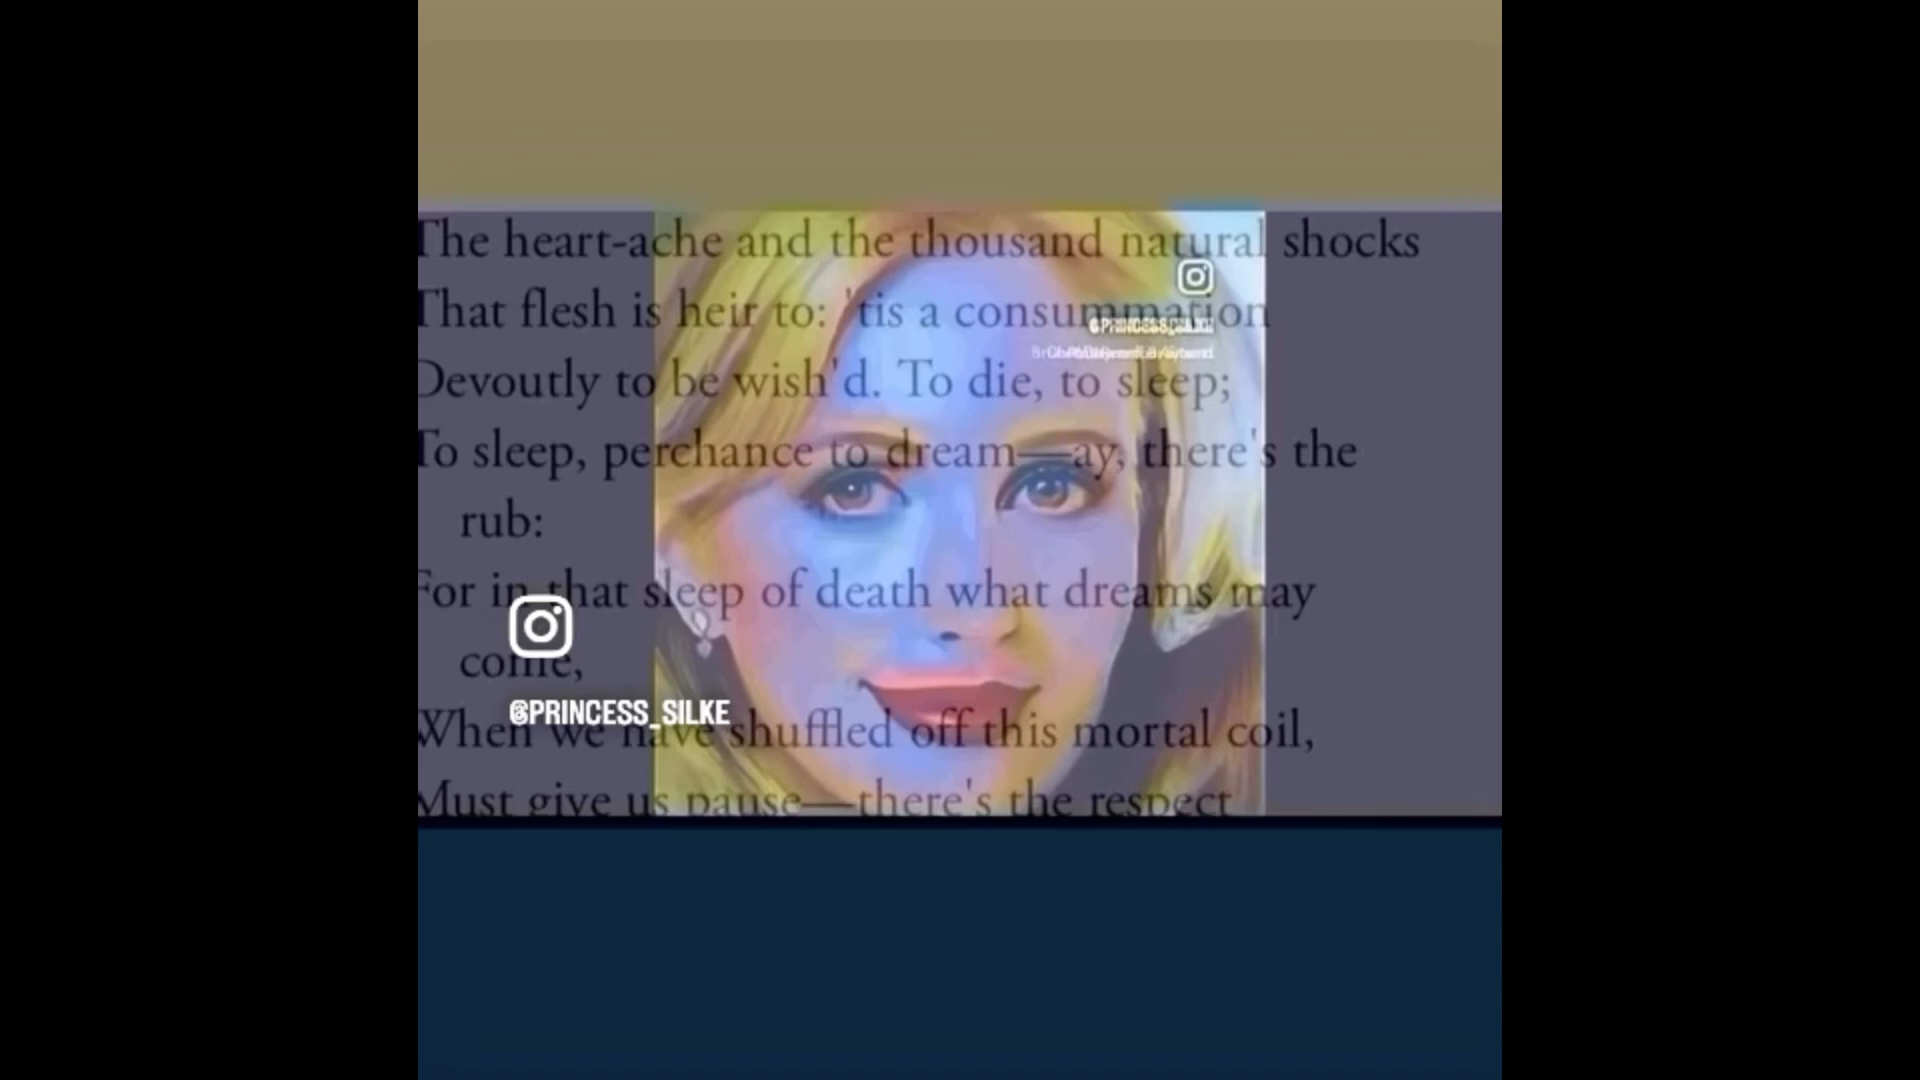 The heart-ache and the thousand natural shocks
That flesh is heir to: 'tis a consummation
Devoutly to be wish'd. To die, to sleep;
To sleep, perchance to dream—ay, there's the
rub:
For in that sleep of death what dreams may
come,
@PRINCESS_SILKE
When we have shuffled off this mortal coil,
Must give us pause—there's the respect